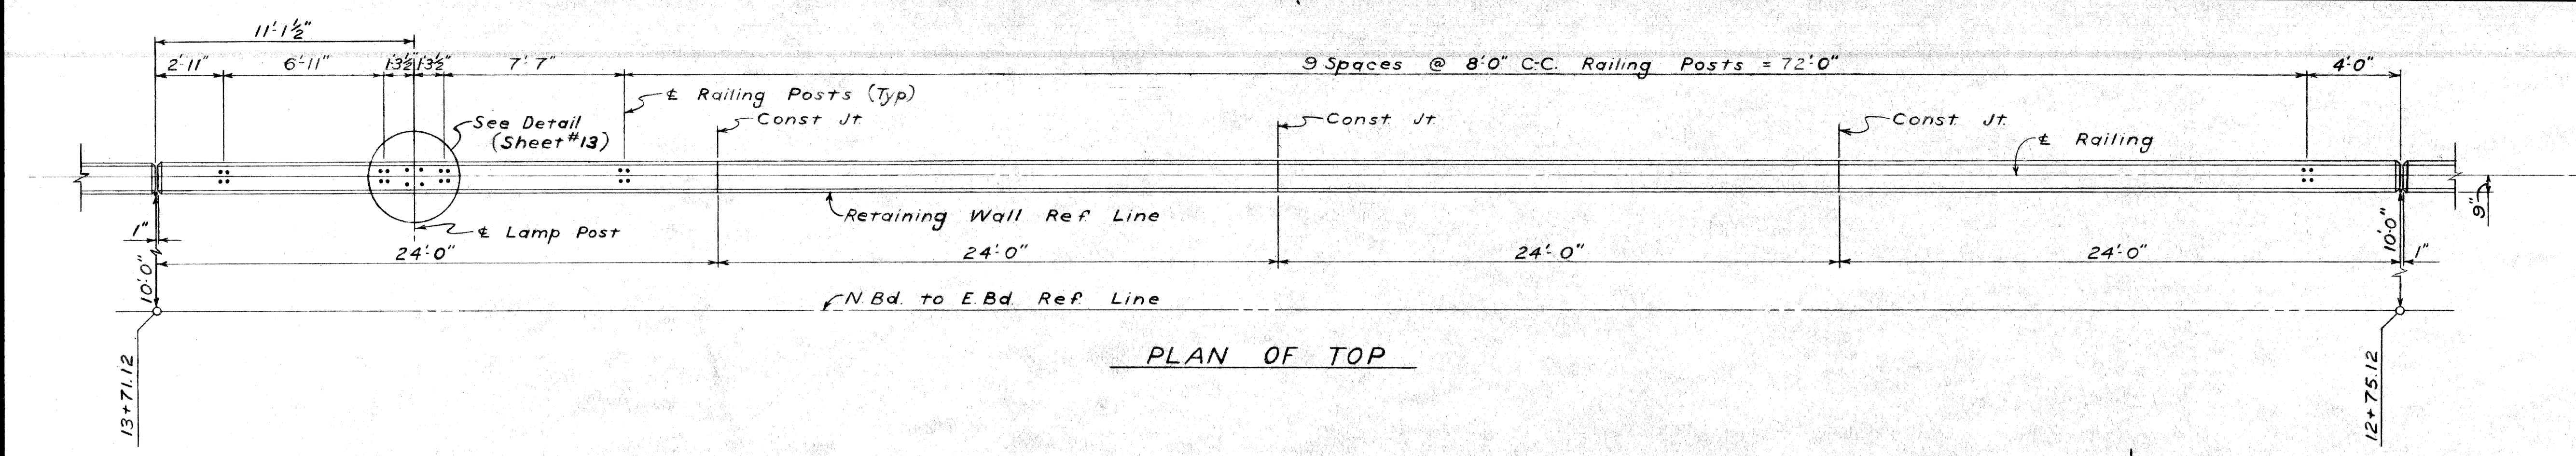 11'-1½"
2'-11"
6'-11"
1'3½"
1'3½"
7'-7"
9 Spaces @ 8'-0" C-C. Railing Posts = 72'-0"
4'-0"
℄ Railing Posts (Typ)
See Detail
(Sheet #13)
Const Jt.
Const. Jt.
Const. Jt.
℄ Railing
Retaining Wall Ref Line
℄ Lamp Post
1"
24'-0"
24'-0"
24'-0"
24'-0"
1"
9"
10'-0"
10'-0"
N Bd. to E.Bd. Ref. Line
PLAN OF TOP
13+71.12
12+75.12